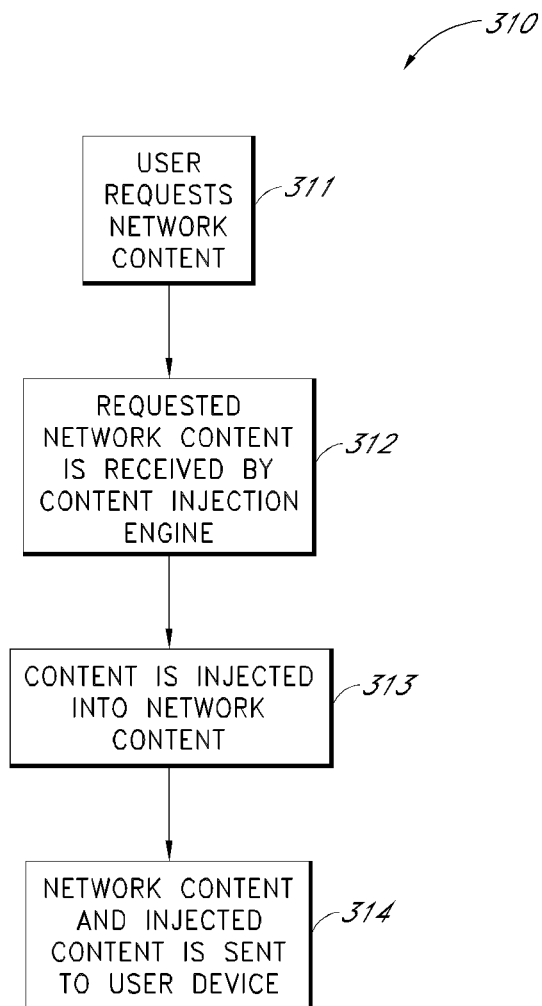 310
USER
REQUESTS
NETWORK
CONTENT
311
REQUESTED
NETWORK CONTENT
IS RECEIVED BY
CONTENT INJECTION
ENGINE
312
CONTENT IS INJECTED
INTO NETWORK
CONTENT
313
NETWORK CONTENT
AND INJECTED
CONTENT IS SENT
TO USER DEVICE
314